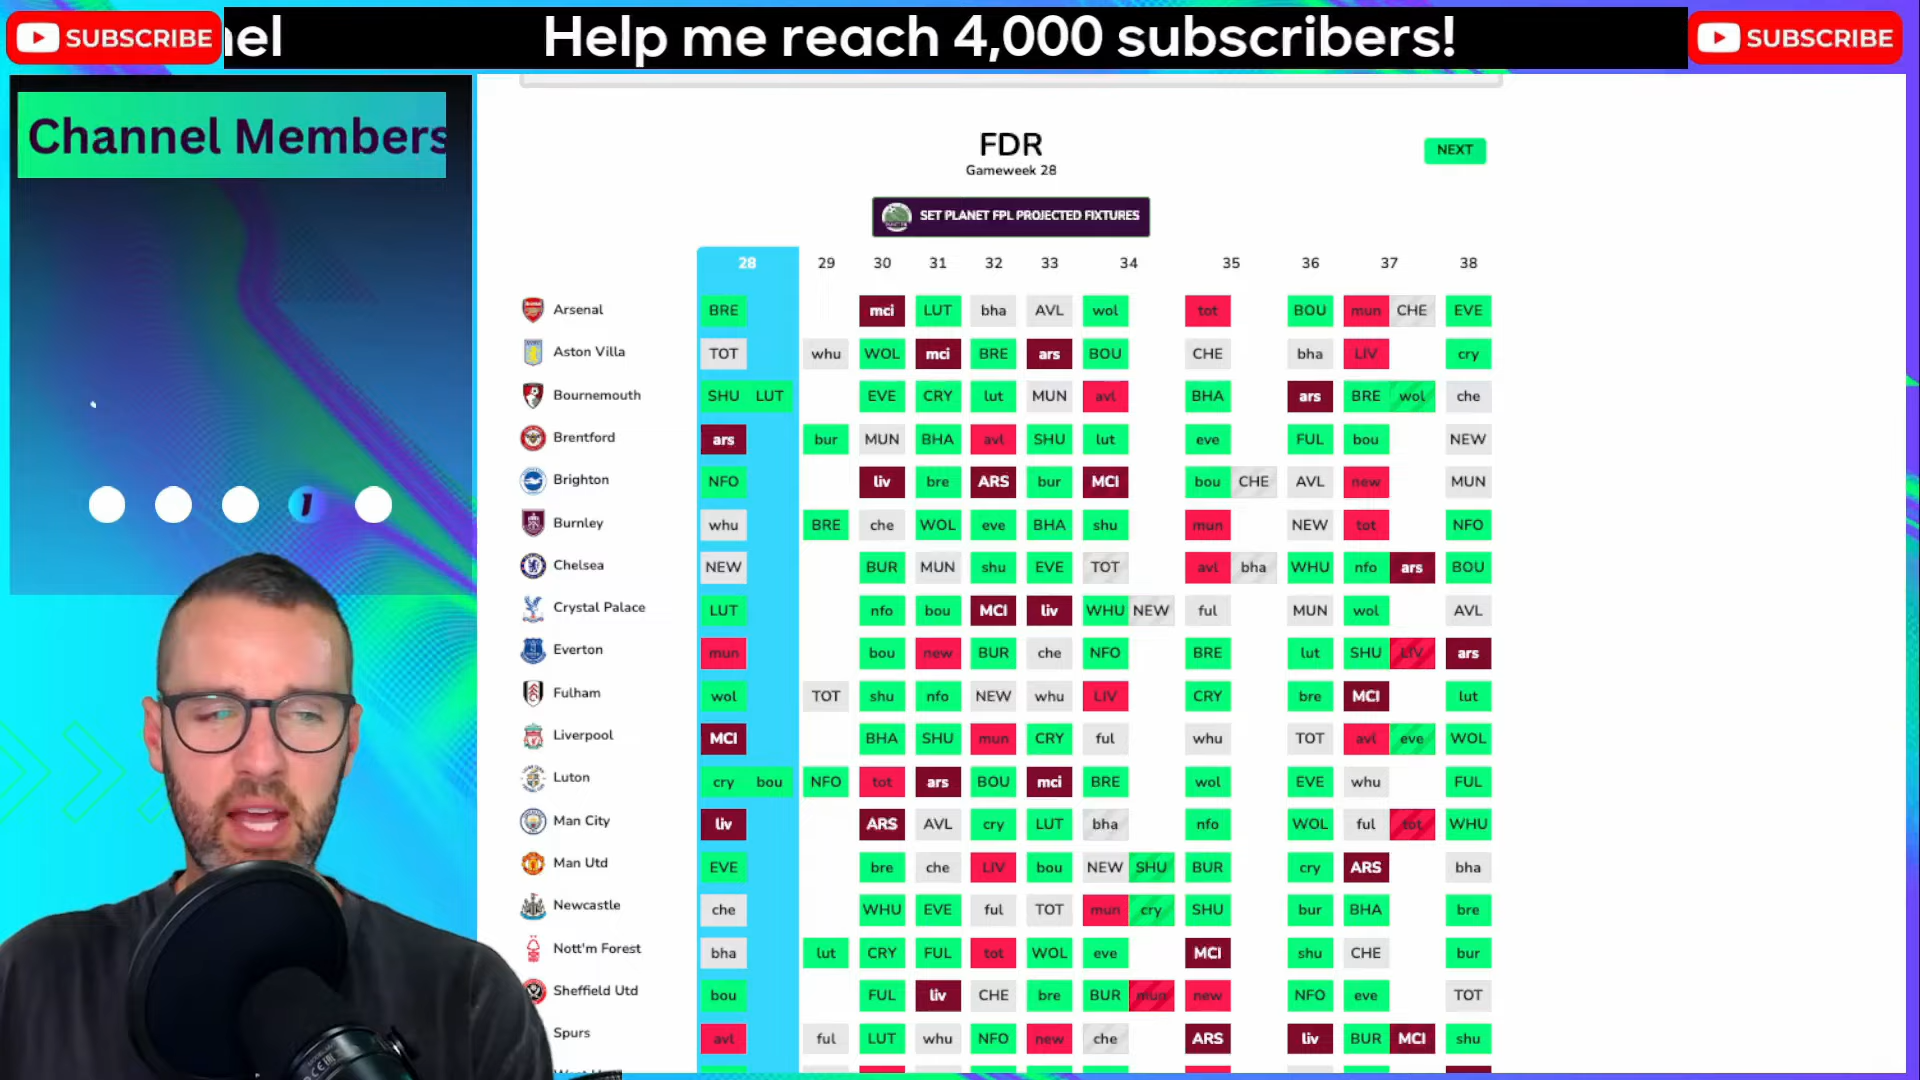 SUBSCRIBE
nel Help me reach 4,000 subscribers!
SUBSCRIBE
Channel Members
FDR
Gameweek 28
NEXT
SET PLANET FPL PROJECTED FIXTURES
28 29 30 31 32 33 34 35 36 37 38
Arsenal BRE mci LUT bha AVL wol tot BOU mun CHE EVE
Aston Villa TOT whu WOL mci BRE ars BOU CHE bha LIV cry
Bournemouth SHU LUT EVE CRY lut MUN avl BHA ars BRE wol che
Brentford ars bur MUN BHA avl SHU lut eve FUL bou NEW
Brighton NFO liv bre ARS bur MCI bou CHE AVL new MUN
Burnley whu BRE che WOL eve BHA shu mun NEW tot NFO
Chelsea NEW BUR MUN shu EVE TOT avl bha WHU nfo ars BOU
Crystal Palace LUT nfo bou MCI liv WHU NEW ful MUN wol AVL
Everton mun bou new BUR che NFO BRE lut SHU LIV ars
Fulham wol TOT shu nfo NEW whu LIV CRY bre MCI lut
Liverpool MCI BHA SHU mun CRY ful whu TOT avl eve WOL
Luton cry bou NFO tot ars BOU mci BRE wol EVE whu FUL
Man City liv ARS AVL cry LUT bha nfo WOL ful tot WHU
Man Utd EVE bre che LIV bou NEW SHU BUR cry ARS bha
Newcastle che WHU EVE ful TOT mun cry SHU bur BHA bre
Nott'm Forest bha lut CRY FUL tot WOL eve MCI shu CHE bur
Sheffield Utd bou FUL liv CHE bre BUR mun new NFO eve TOT
Spurs avl ful LUT whu NFO new che ARS liv BUR MCI shu